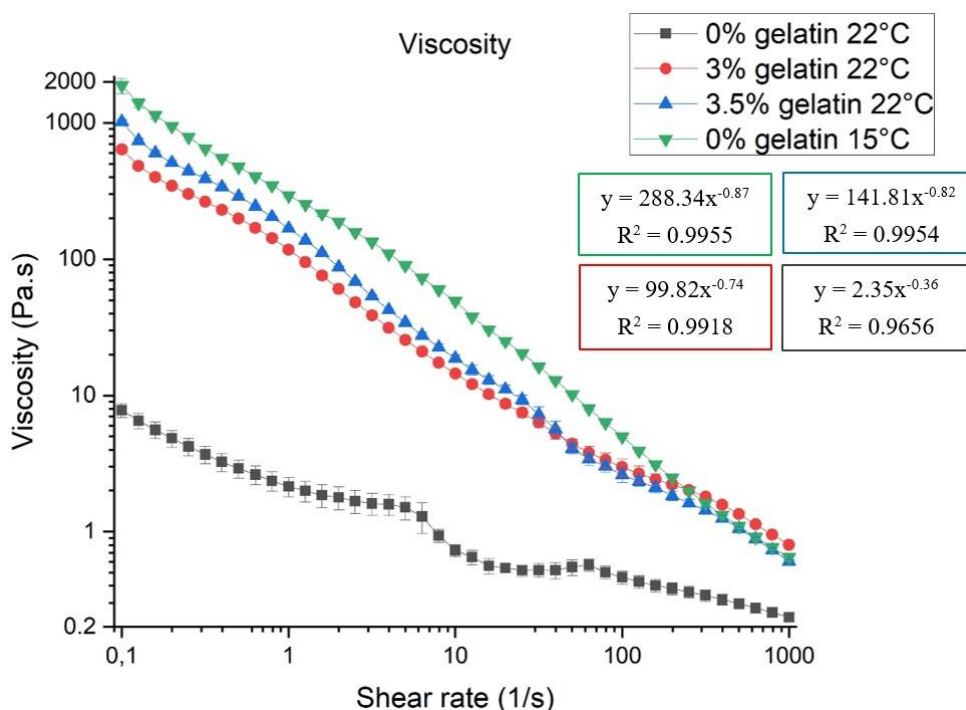 Viscosity
0% gelatin 22°C
3% gelatin 22°C
3.5% gelatin 22°C
0% gelatin 15°C
y = 288.34x^-0.87
R² = 0.9955
y = 141.81x^-0.82
R² = 0.9954
y = 99.82x^-0.74
R² = 0.9918
y = 2.35x^-0.36
R² = 0.9656
Viscosity (Pa.s)
2000
1000
100
10
1
0.2
0,1
1
10
100
1000
Shear rate (1/s)